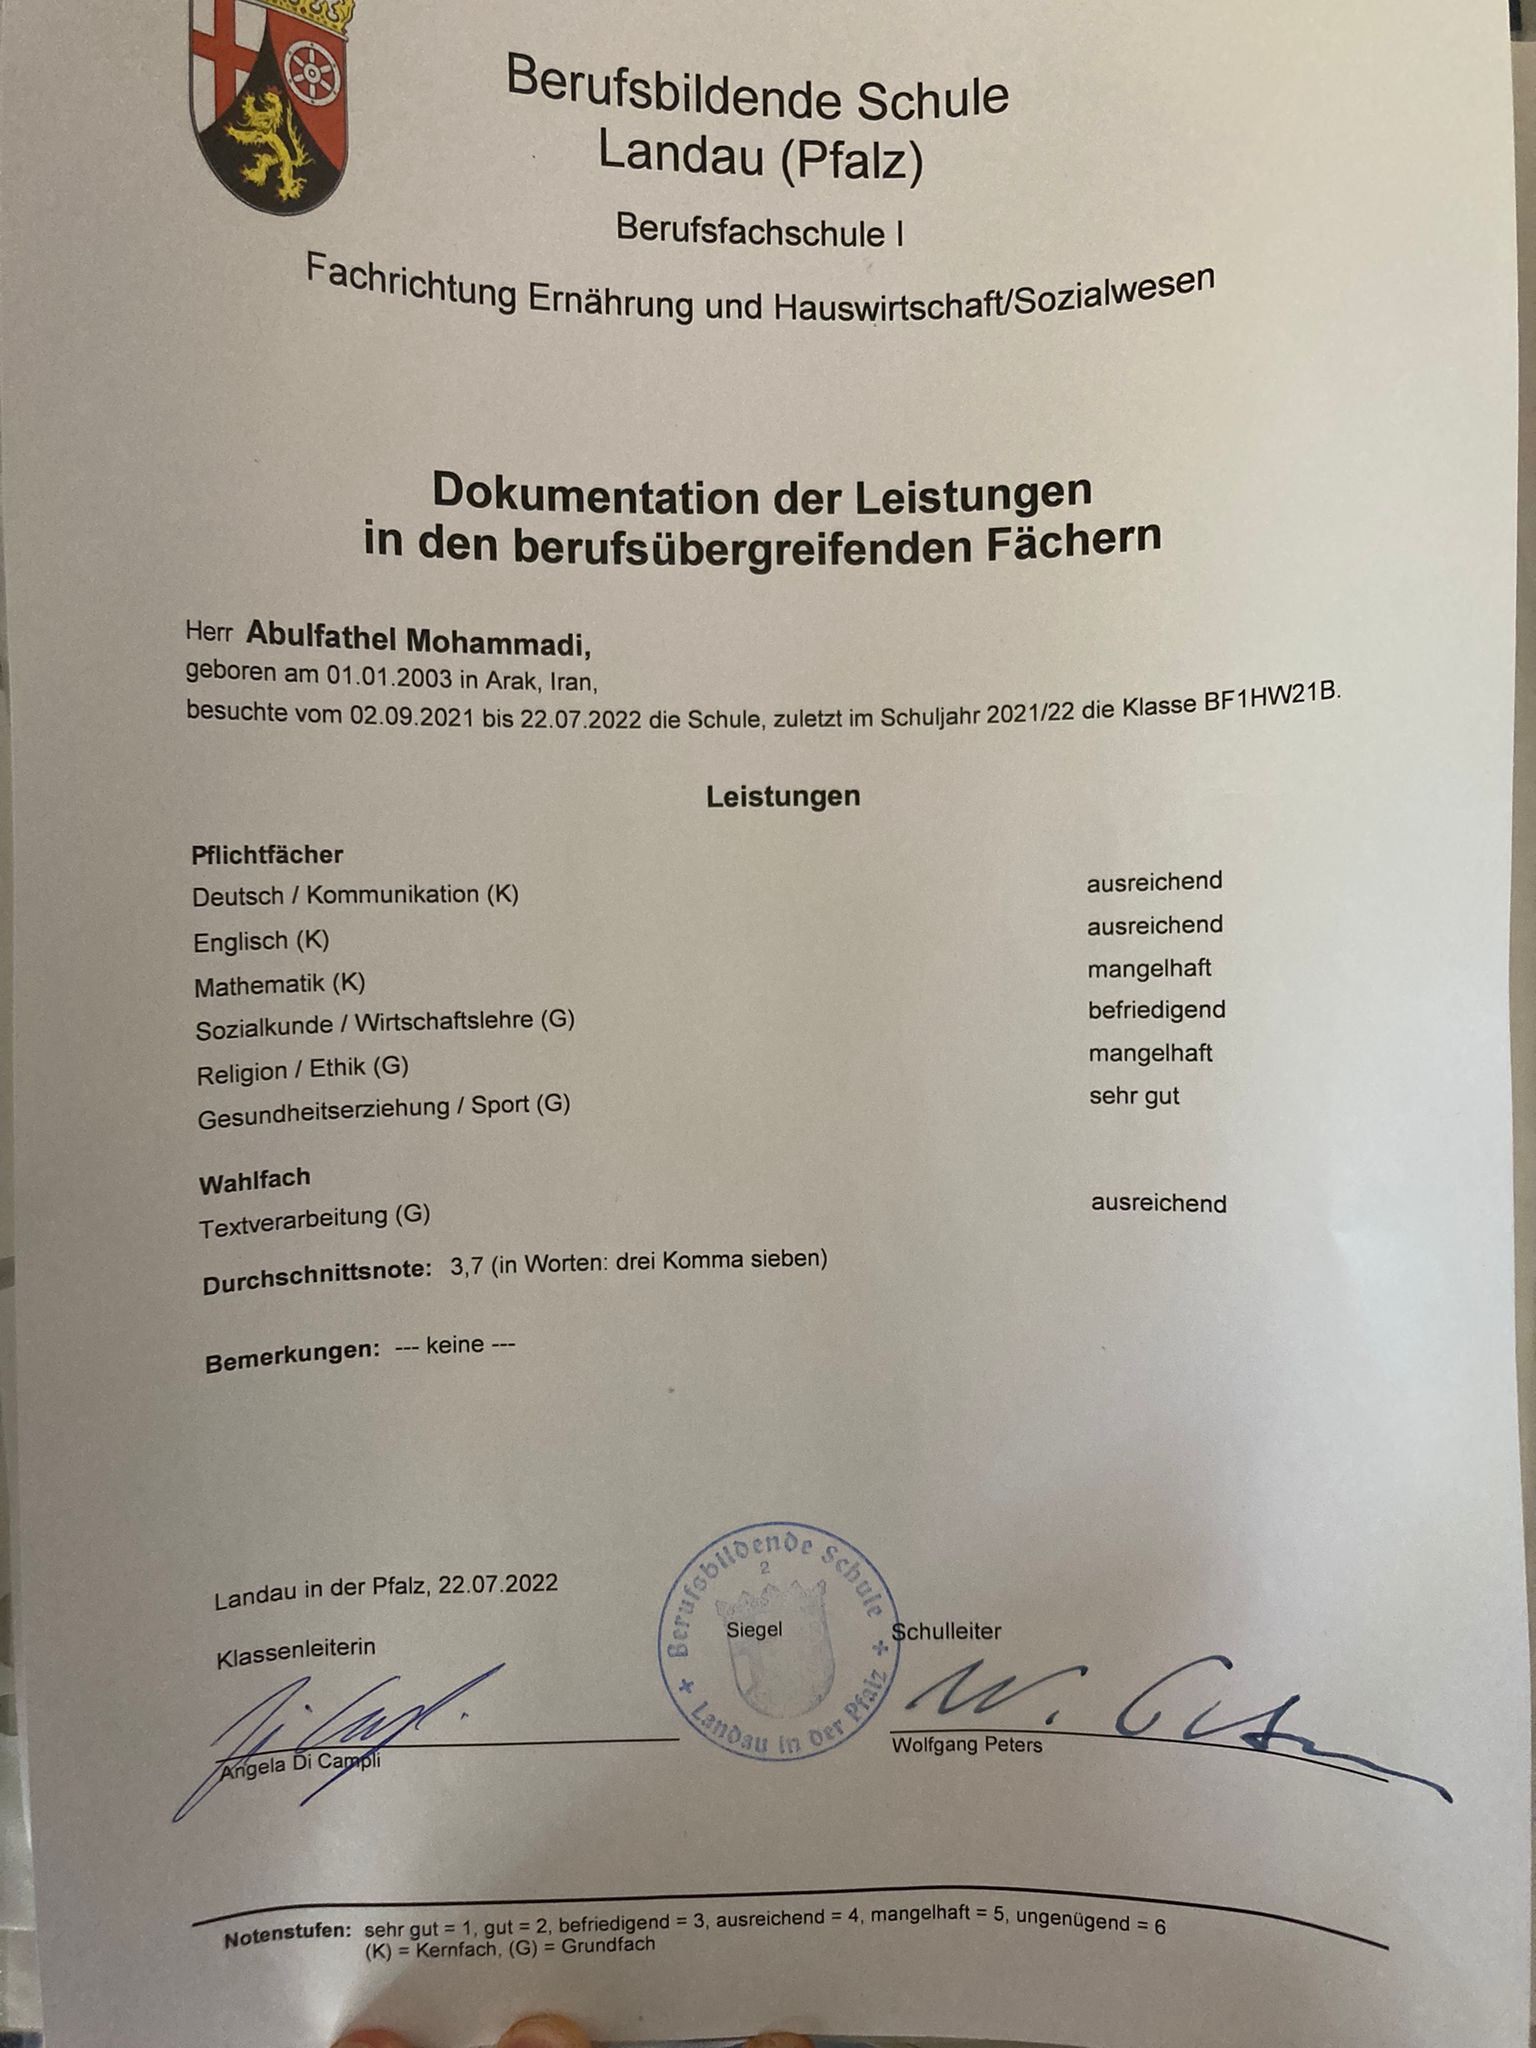 Berufsbildende Schule
Landau (Pfalz)
Berufsfachschule I
Fachrichtung Ernährung und Hauswirtschaft/Sozialwesen
Dokumentation der Leistungen
in den berufsübergreifenden Fächern
Herr Abulfathel Mohammadi,
geboren am 01.01.2003 in Arak, Iran,
besuchte vom 02.09.2021 bis 22.07.2022 die Schule, zuletzt im Schuljahr 2021/22 die Klasse BF1HW21B.
Leistungen
Pflichtfächer
Deutsch / Kommunikation (K) ausreichend
Englisch (K) ausreichend
Mathematik (K) mangelhaft
Sozialkunde / Wirtschaftslehre (G) befriedigend
Religion / Ethik (G) mangelhaft
Gesundheitserziehung / Sport (G) sehr gut
Wahlfach
Textverarbeitung (G) ausreichend
Durchschnittsnote: 3,7 (in Worten: drei Komma sieben)
Bemerkungen: --- keine ---
Berufsbildende Schule
2
Landau in der Pfalz
Landau in der Pfalz, 22.07.2022
Klassenleiterin Siegel Schulleiter
Angela Di Campli Wolfgang Peters
Notenstufen: sehr gut = 1, gut = 2, befriedigend = 3, ausreichend = 4, mangelhaft = 5, ungenügend = 6
(K) = Kernfach, (G) = Grundfach